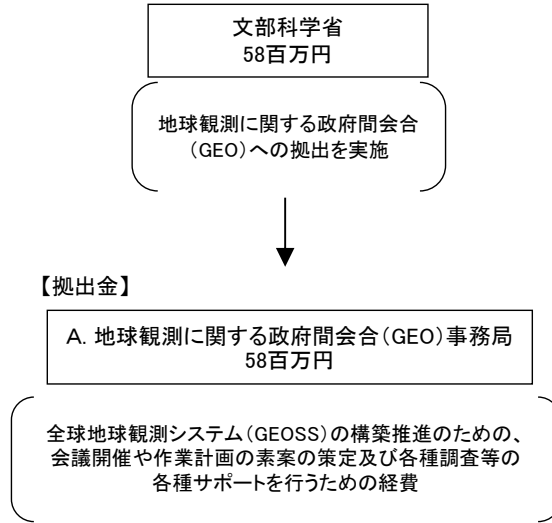 文部科学省
58百万円
地球観測に関する政府間会合
（GEO）への拠出を実施
【拠出金】
A. 地球観測に関する政府間会合（GEO）事務局
58百万円
全球地球観測システム（GEOSS）の構築推進のための、
会議開催や作業計画の素案の策定及び各種調査等の
各種サポートを行うための経費